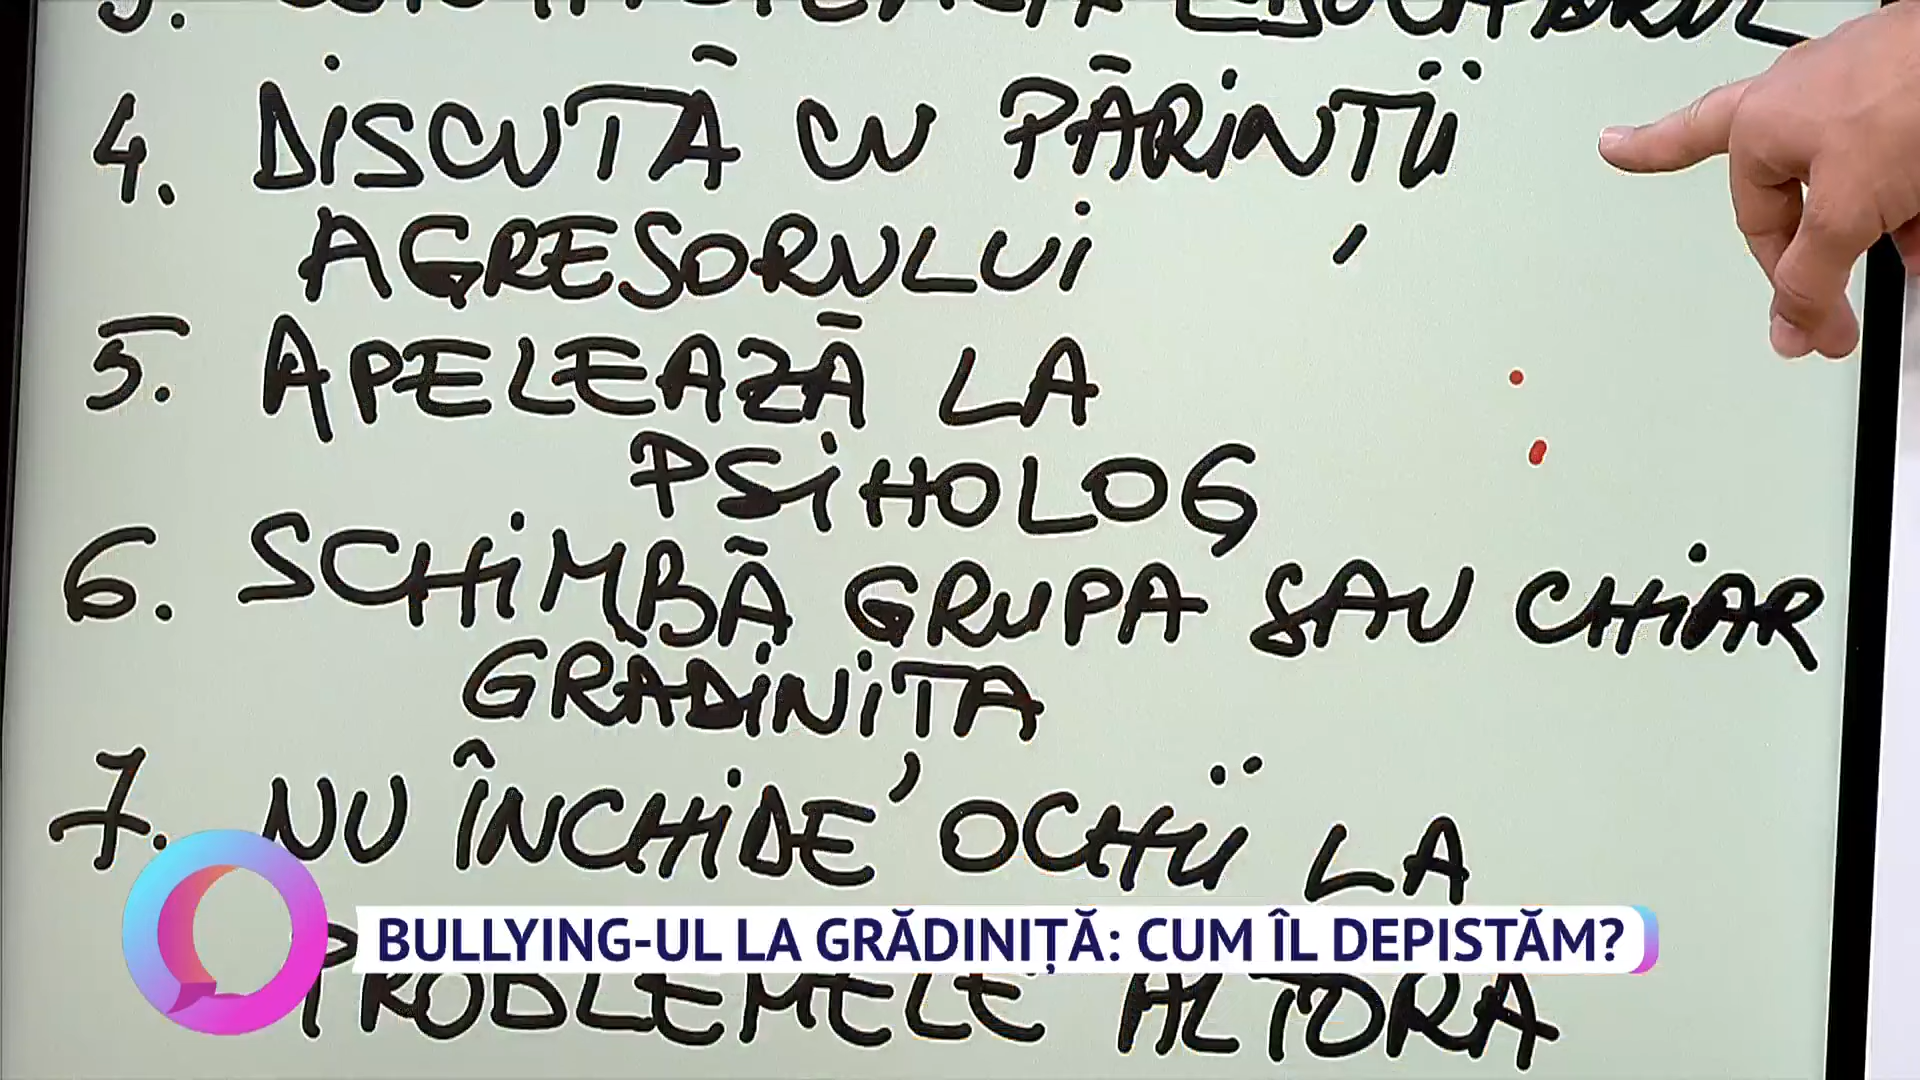 4. DISCUTĂ CU PĂRINȚII
AGRESORULUI
5. APELEAZĂ LA
PSIHOLOG
6. SCHIMBĂ GRUPA SAU CHIAR
GRADINIȚA
7. NU ÎNCHIDE OCHII LA
BULLYING-UL LA GRĂDINIȚĂ: CUM ÎL DEPISTĂM?
PROBLEMELE ALTORA